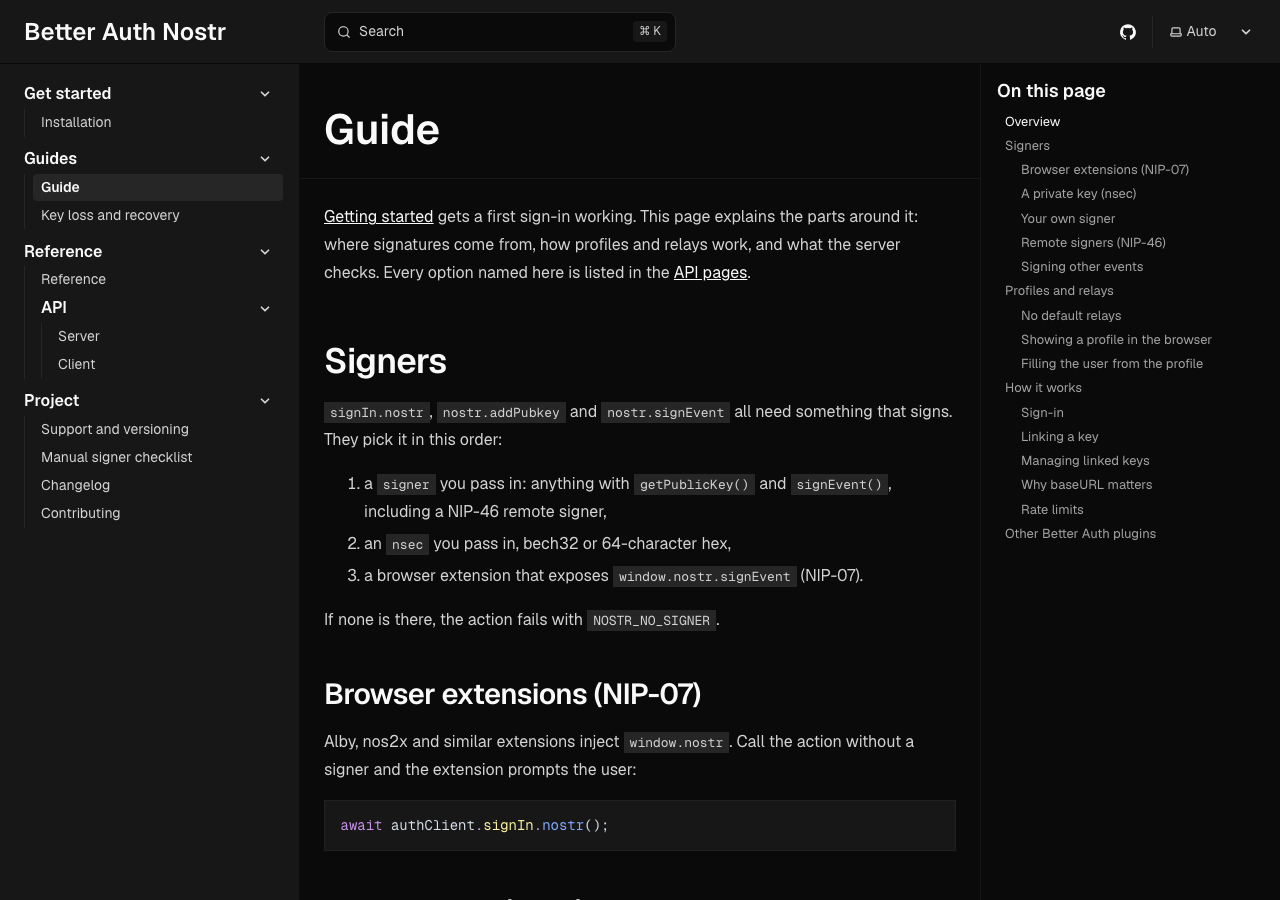 Better Auth Nostr
Search
⌘ K
Auto
Get started
Installation
Guides
Guide
Key loss and recovery
Reference
Reference
API
Server
Client
Project
Support and versioning
Manual signer checklist
Changelog
Contributing
Guide
Getting started gets a first sign-in working. This page explains the parts around it:
where signatures come from, how profiles and relays work, and what the server
checks. Every option named here is listed in the API pages.
Signers
signIn.nostr, nostr.addPubkey and nostr.signEvent all need something that signs.
They pick it in this order:
1. a signer you pass in: anything with getPublicKey() and signEvent(),
including a NIP-46 remote signer,
2. an nsec you pass in, bech32 or 64-character hex,
3. a browser extension that exposes window.nostr.signEvent (NIP-07).
If none is there, the action fails with NOSTR_NO_SIGNER.
Browser extensions (NIP-07)
Alby, nos2x and similar extensions inject window.nostr. Call the action without a
signer and the extension prompts the user:
await authClient.signIn.nostr();
On this page
Overview
Signers
Browser extensions (NIP-07)
A private key (nsec)
Your own signer
Remote signers (NIP-46)
Signing other events
Profiles and relays
No default relays
Showing a profile in the browser
Filling the user from the profile
How it works
Sign-in
Linking a key
Managing linked keys
Why baseURL matters
Rate limits
Other Better Auth plugins